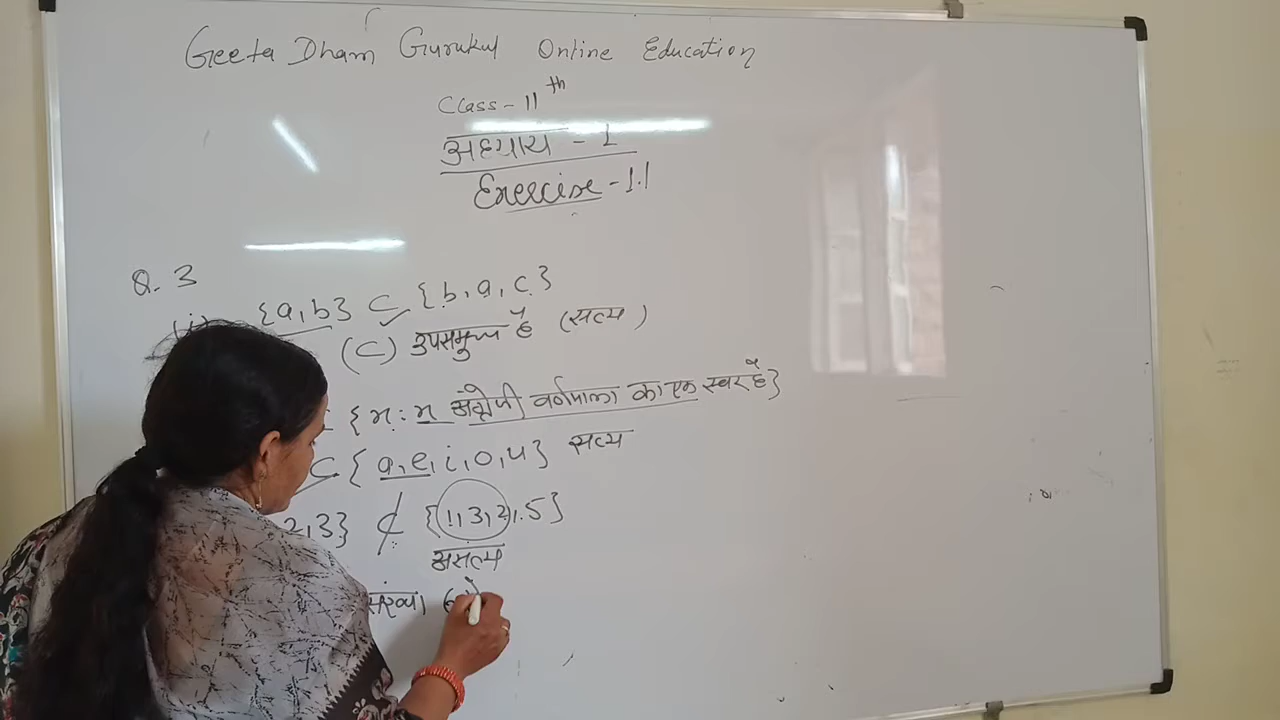 Geeta Dham Gurukul Online Education
Class - 11th
अध्याय - 1
Exercise - 1.1
Q. 3
(i) {a, b} ⊂ {b, a, c}
(⊂) उपसमुच्चय है (सत्य)
{x : x अंग्रेजी वर्णमाला का एक स्वर है}
⊂ {a, e, i, o, u} सत्य
2, 3} ⊄ {1, 3, 2, 5}
असत्य
संख्या